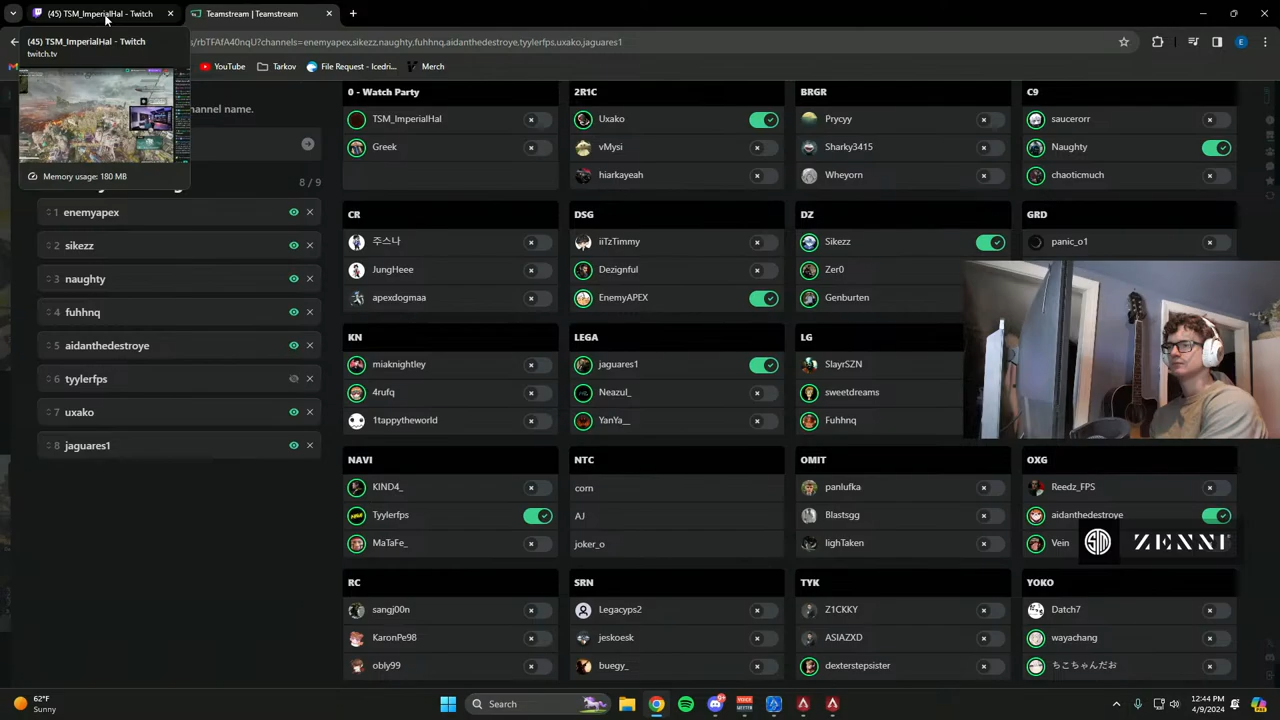 (45) TSM_ImperialHal - Twitch
Teamstream | Teamstream
(45) TSM_ImperialHal - Twitch
twitch.tv
Memory usage: 180 MB
s/rbTFAfA40nqU?channels=enemyapex,sikezz,naughty,fuhhnq,aidanthedestroye,tyylerfps,uxako,jaguares1
E
YouTube
Tarkov
File Request - Icedri...
Merch
channel name.
8 / 9
1 enemyapex
2 sikezz
3 naughty
4 fuhhnq
5 aidanthedestroye
6 tyylerfps
7 uxako
8 jaguares1
0 - Watch Party
TSM_ImperialHal
Greek
2R1C
Uxako
vMysi
hiarkayeah
BRGR
Prycyy
Sharky3415
Wheyorn
C9
saucerorr
Naughty
chaoticmuch
CR
주스나
JungHeee
apexdogmaa
DSG
iiTzTimmy
Dezignful
EnemyAPEX
DZ
Sikezz
Zer0
Genburten
GRD
panic_o1
KN
miaknightley
4rufq
1tappytheworld
LEGA
jaguares1
Neazul_
YanYa__
LG
SlayrSZN
sweetdreams
Fuhhnq
NAVI
KIND4_
Tyylerfps
MaTaFe_
NTC
corn
AJ
joker_o
OMIT
panlufka
Blastsgg
lighTaken
OXG
Reedz_FPS
aidanthedestroye
Vein
TSM
ZENNI
RC
sangj00n
KaronPe98
obly99
SRN
Legacyps2
jeskoesk
buegy_
TYK
Z1CKKY
ASIAZXD
dexterstepsister
YOKO
Datch7
wayachang
ちこちゃんだお
62°F
Sunny
Search
12:44 PM
4/9/2024